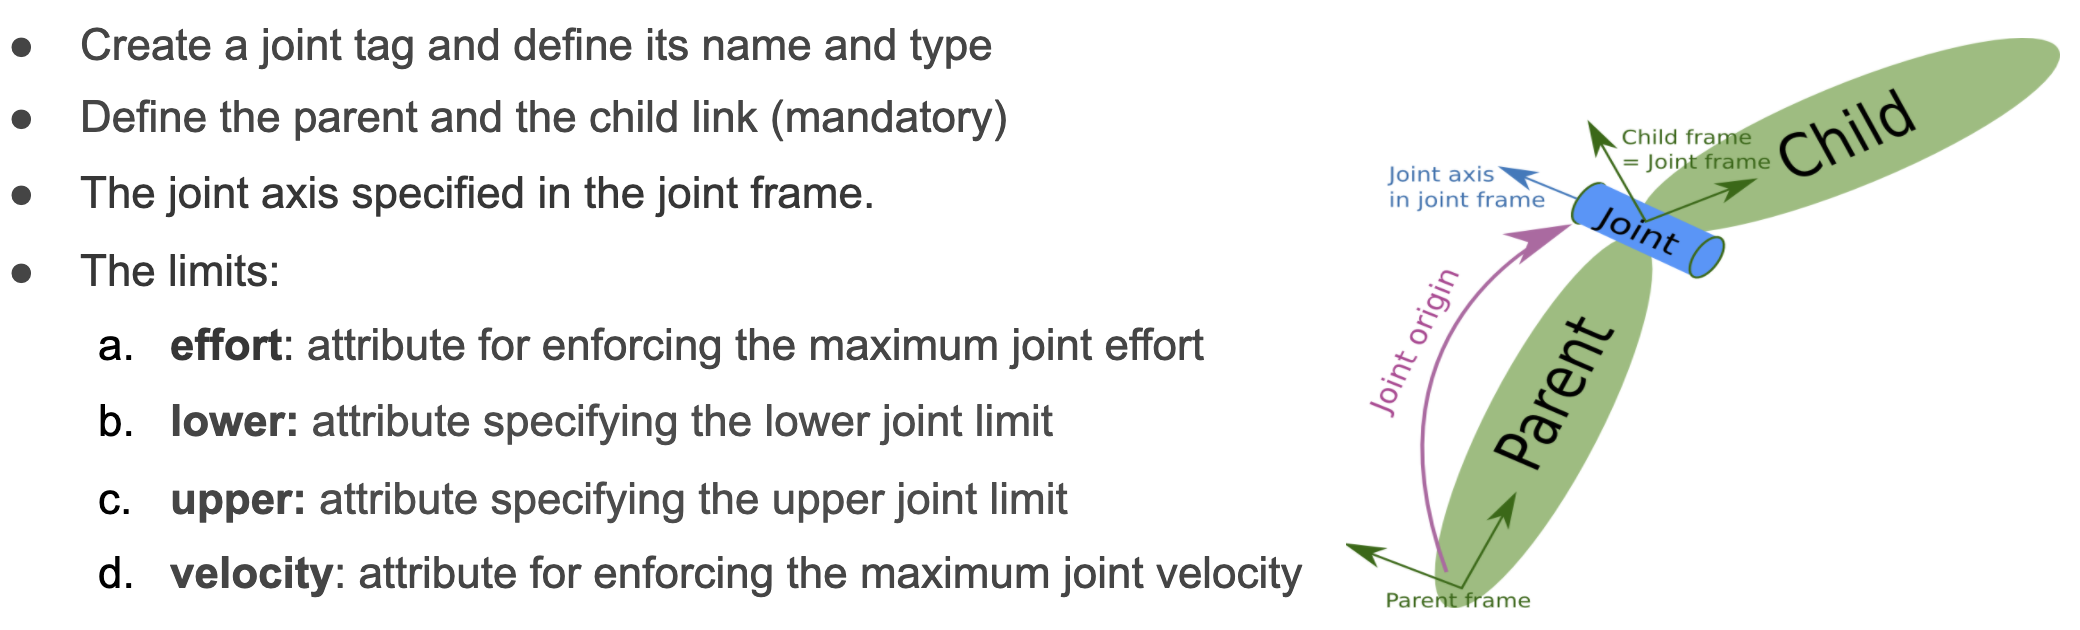 ● Create a joint tag and define its name and type
● Define the parent and the child link (mandatory)
● The joint axis specified in the joint frame.
● The limits:
a. effort: attribute for enforcing the maximum joint effort
b. lower: attribute specifying the lower joint limit
c. upper: attribute specifying the upper joint limit
d. velocity: attribute for enforcing the maximum joint velocity
Child
Child frame
= Joint frame
Joint axis
in joint frame
Joint
Joint origin
Parent
Parent frame